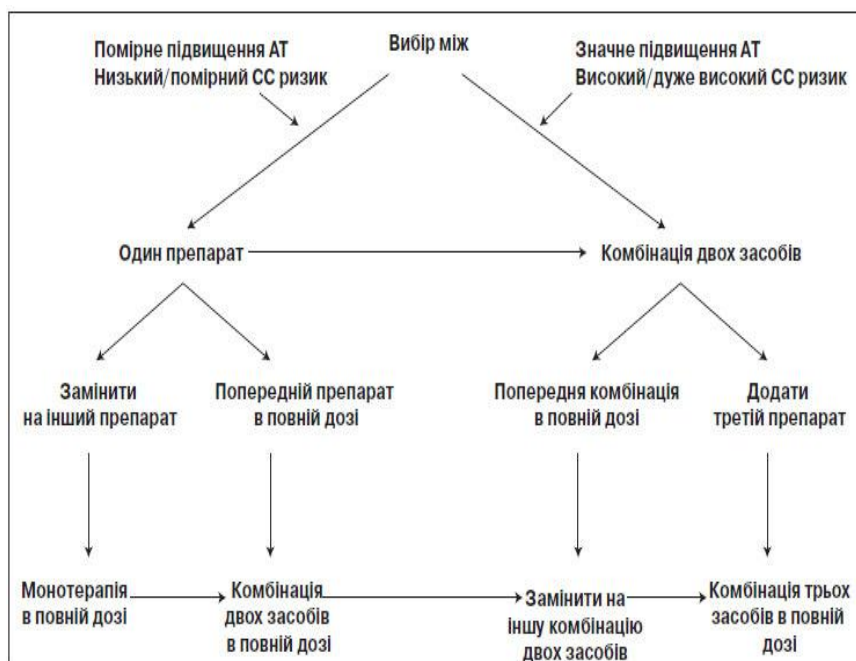 Помірне підвищення АТ
Низький/помірний СС ризик
Вибір між
Значне підвищення АТ
Високий/дуже високий СС ризик
Один препарат
Комбінація двох засобів
Замінити
на інший препарат
Попередній препарат
в повній дозі
Попередня комбінація
в повній дозі
Додати
третій препарат
Монотерапія
в повній дозі
Комбінація
двох засобів
в повній дозі
Замінити на
іншу комбінацію
двох засобів
Комбінація трьох
засобів в повній
дозі